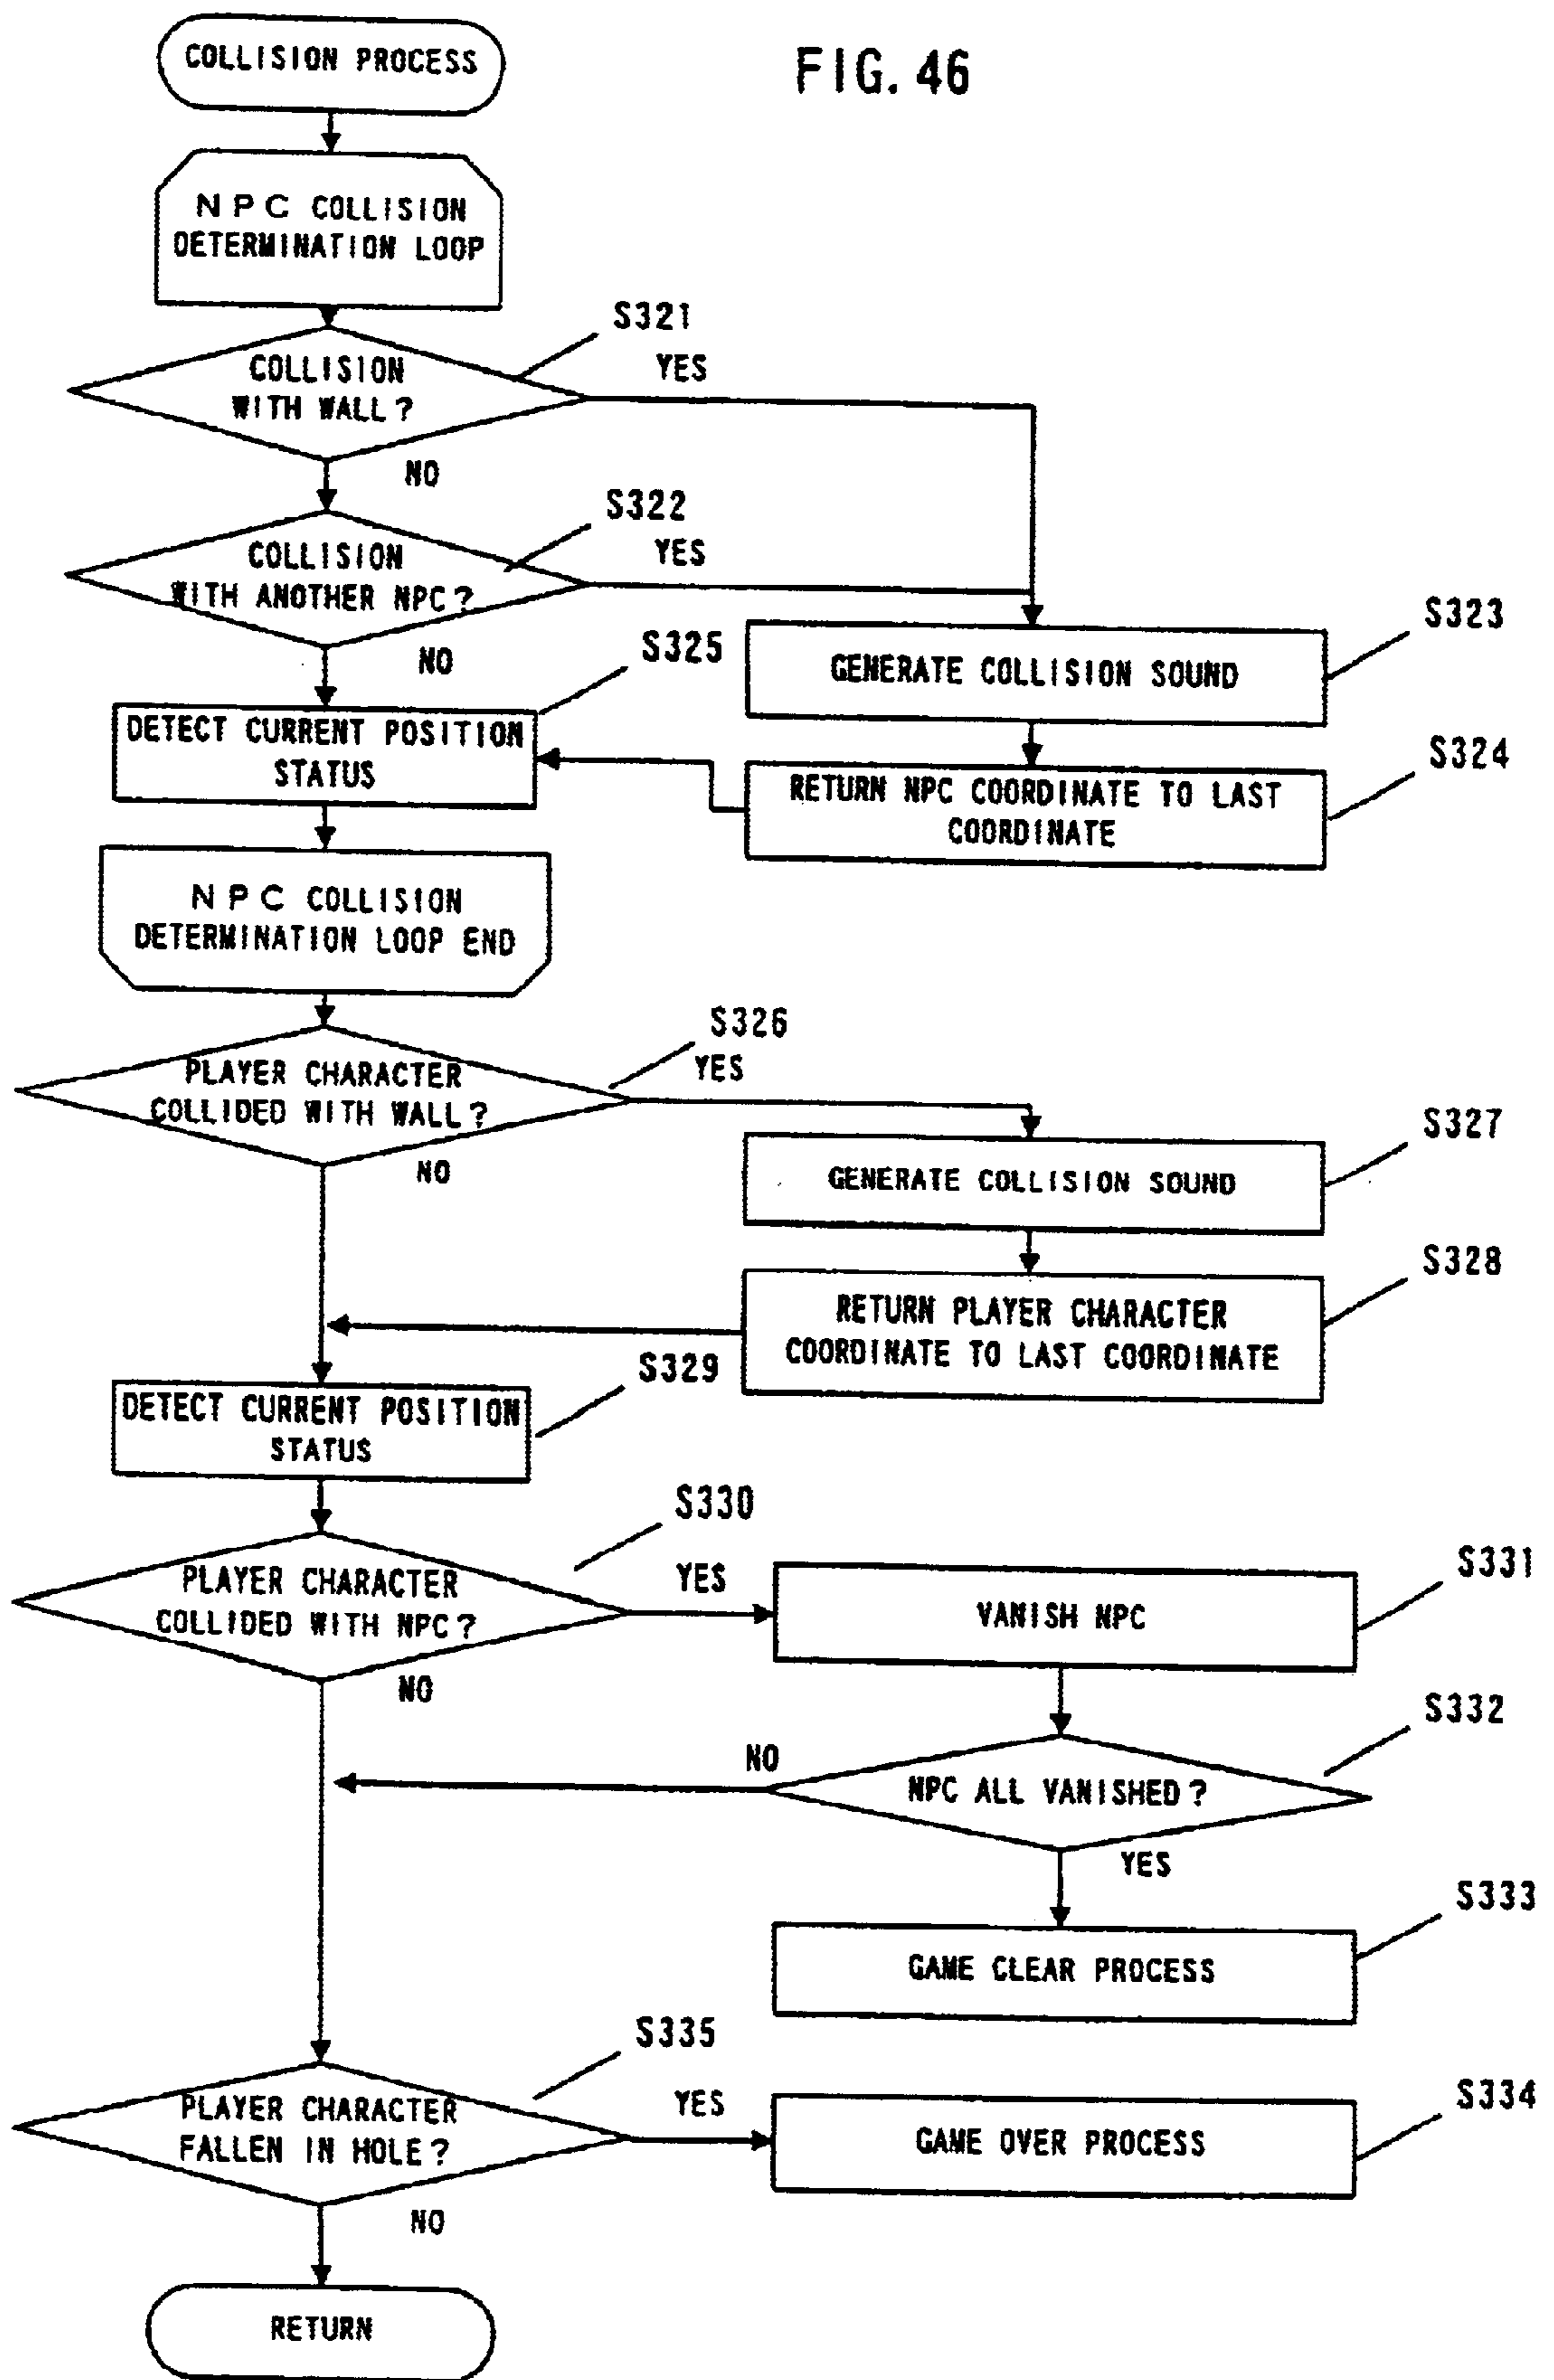 FIG. 46
COLLISION PROCESS
NPC COLLISION
DETERMINATION LOOP
S321
COLLISION
WITH WALL?
YES
NO
S322
COLLISION
WITH ANOTHER NPC?
YES
NO
S323
GENERATE COLLISION SOUND
S325
DETECT CURRENT POSITION
STATUS
S324
RETURN NPC COORDINATE TO LAST
COORDINATE
NPC COLLISION
DETERMINATION LOOP END
S326
PLAYER CHARACTER
COLLIDED WITH WALL?
YES
NO
S327
GENERATE COLLISION SOUND
S328
RETURN PLAYER CHARACTER
COORDINATE TO LAST COORDINATE
S329
DETECT CURRENT POSITION
STATUS
S330
PLAYER CHARACTER
COLLIDED WITH NPC?
YES
NO
S331
VANISH NPC
S332
NPC ALL VANISHED?
NO
YES
S333
GAME CLEAR PROCESS
S335
PLAYER CHARACTER
FALLEN IN HOLE?
YES
NO
S334
GAME OVER PROCESS
RETURN